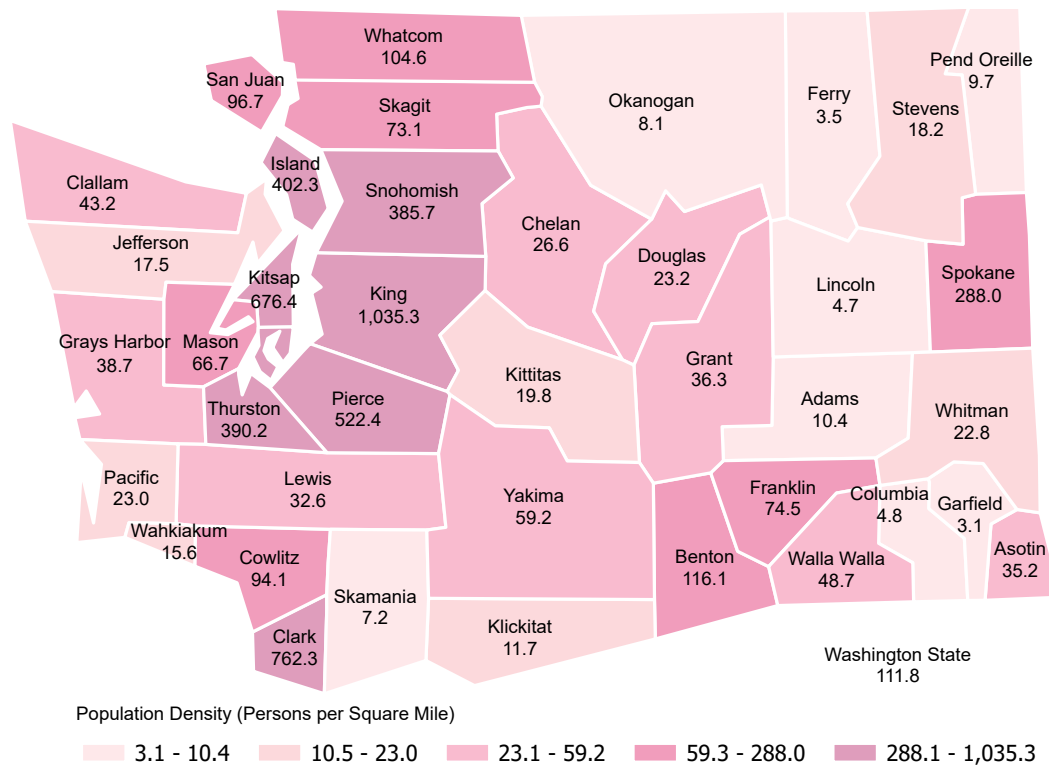 Whatcom
104.6
San Juan
96.7
Skagit
73.1
Okanogan
8.1
Ferry
3.5
Stevens
18.2
Pend Oreille
9.7
Island
402.3
Clallam
43.2
Snohomish
385.7
Chelan
26.6
Jefferson
17.5
Douglas
23.2
Kitsap
676.4
King
1,035.3
Lincoln
4.7
Spokane
288.0
Grays Harbor
38.7
Mason
66.7
Grant
36.3
Kittitas
19.8
Thurston
390.2
Pierce
522.4
Adams
10.4
Whitman
22.8
Pacific
23.0
Lewis
32.6
Yakima
59.2
Franklin
74.5
Columbia
4.8
Garfield
3.1
Wahkiakum
15.6
Cowlitz
94.1
Benton
116.1
Walla Walla
48.7
Asotin
35.2
Skamania
7.2
Klickitat
11.7
Clark
762.3
Washington State
111.8
Population Density (Persons per Square Mile)
3.1 - 10.4
10.5 - 23.0
23.1 - 59.2
59.3 - 288.0
288.1 - 1,035.3